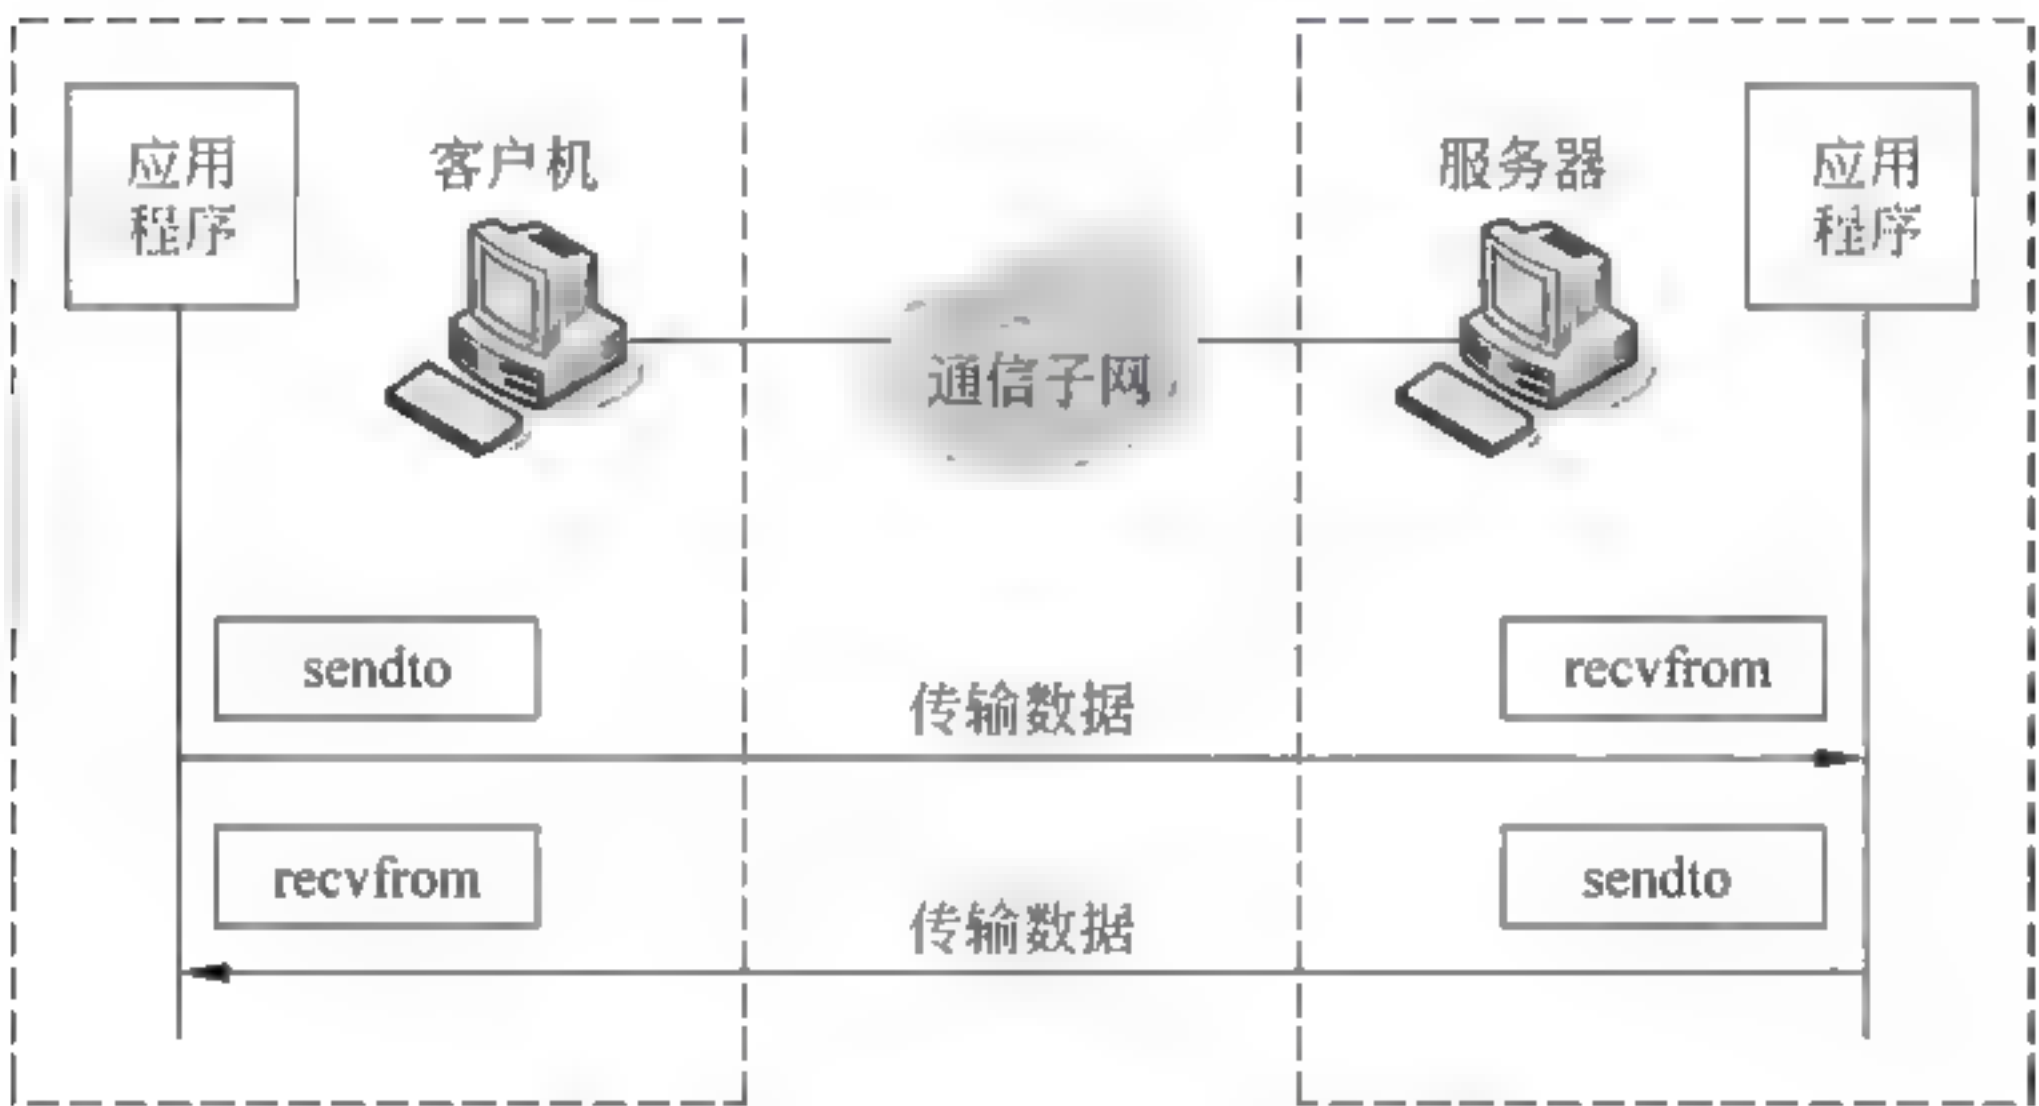 应用
程序
客户机
通信子网
服务器
应用
程序
sendto
传输数据
recvfrom
recvfrom
传输数据
sendto